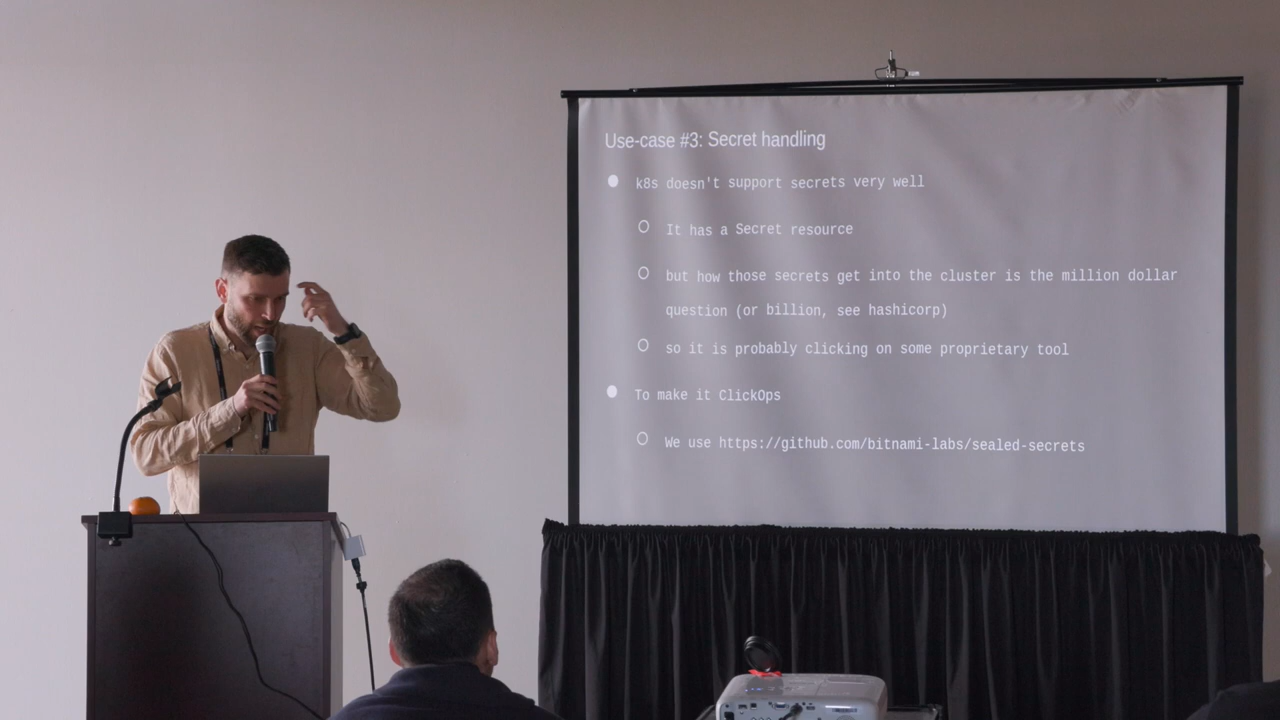 Use-case #3: Secret handling
k8s doesn't support secrets very well
It has a Secret resource
but how those secrets get into the cluster is the million dollar
question (or billion, see hashicorp)
so it is probably clicking on some proprietary tool
To make it ClickOps
We use https://github.com/bitnami-labs/sealed-secrets